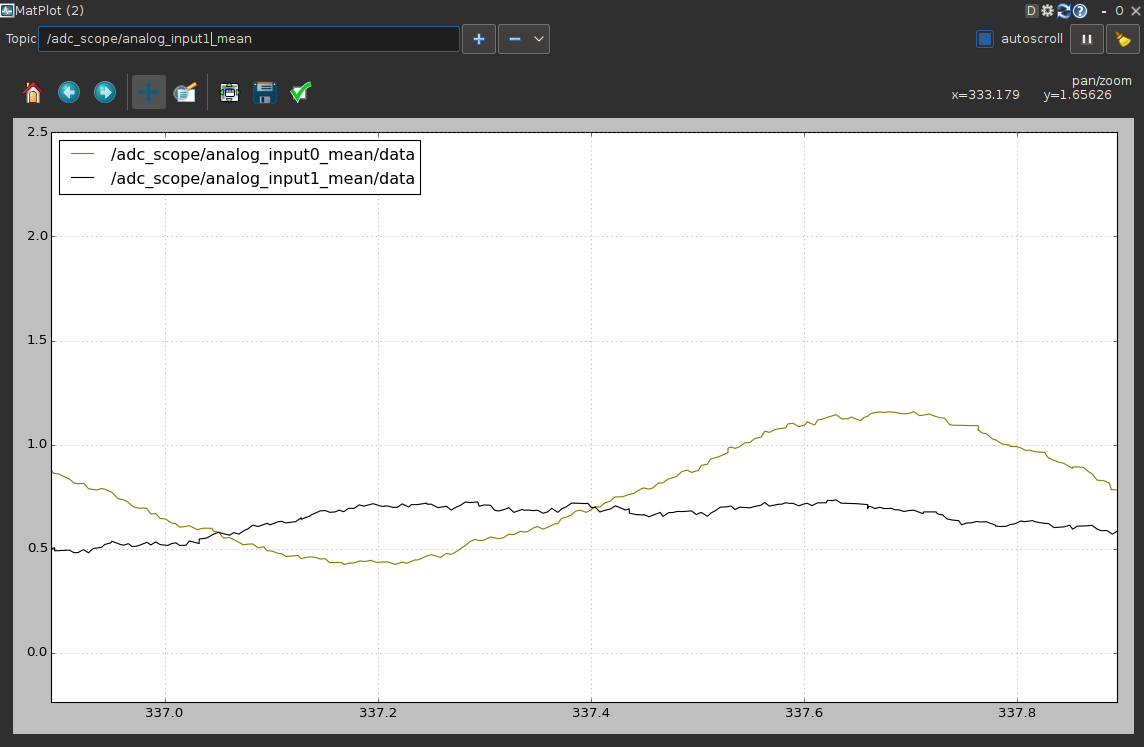 MatPlot (2)
D ? - O ✕
Topic /adc_scope/analog_input1_mean + − autoscroll
pan/zoom
x=333.179 y=1.65626
2.5
/adc_scope/analog_input0_mean/data
/adc_scope/analog_input1_mean/data
2.0
1.5
1.0
0.5
0.0
337.0 337.2 337.4 337.6 337.8